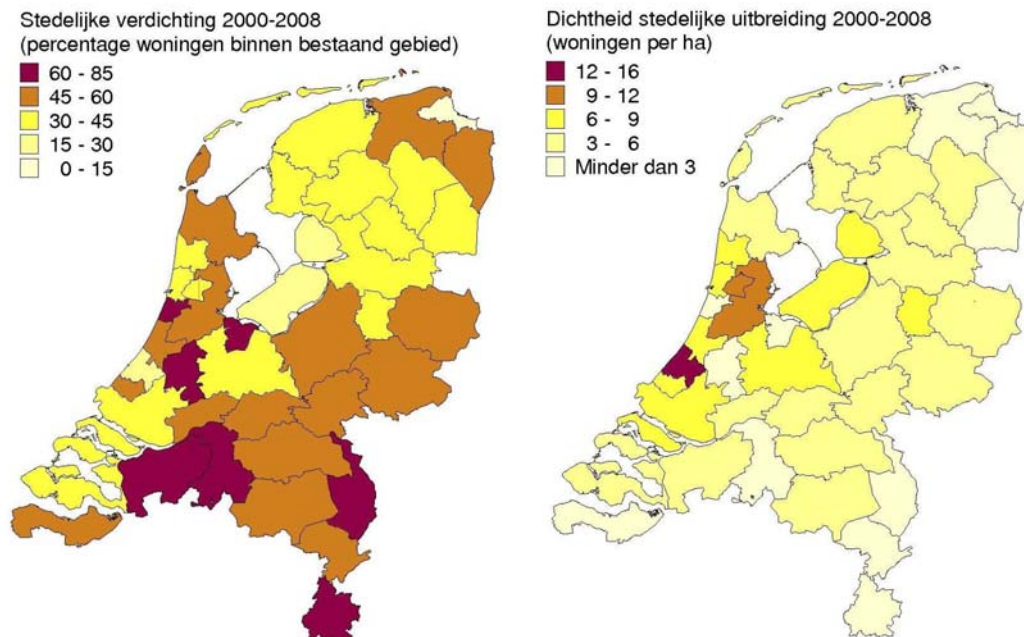 Stedelijke verdichting 2000-2008
(percentage woningen binnen bestaand gebied)
60 - 85
45 - 60
30 - 45
15 - 30
0 - 15
Dichtheid stedelijke uitbreiding 2000-2008
(woningen per ha)
12 - 16
9 - 12
6 - 9
3 - 6
Minder dan 3